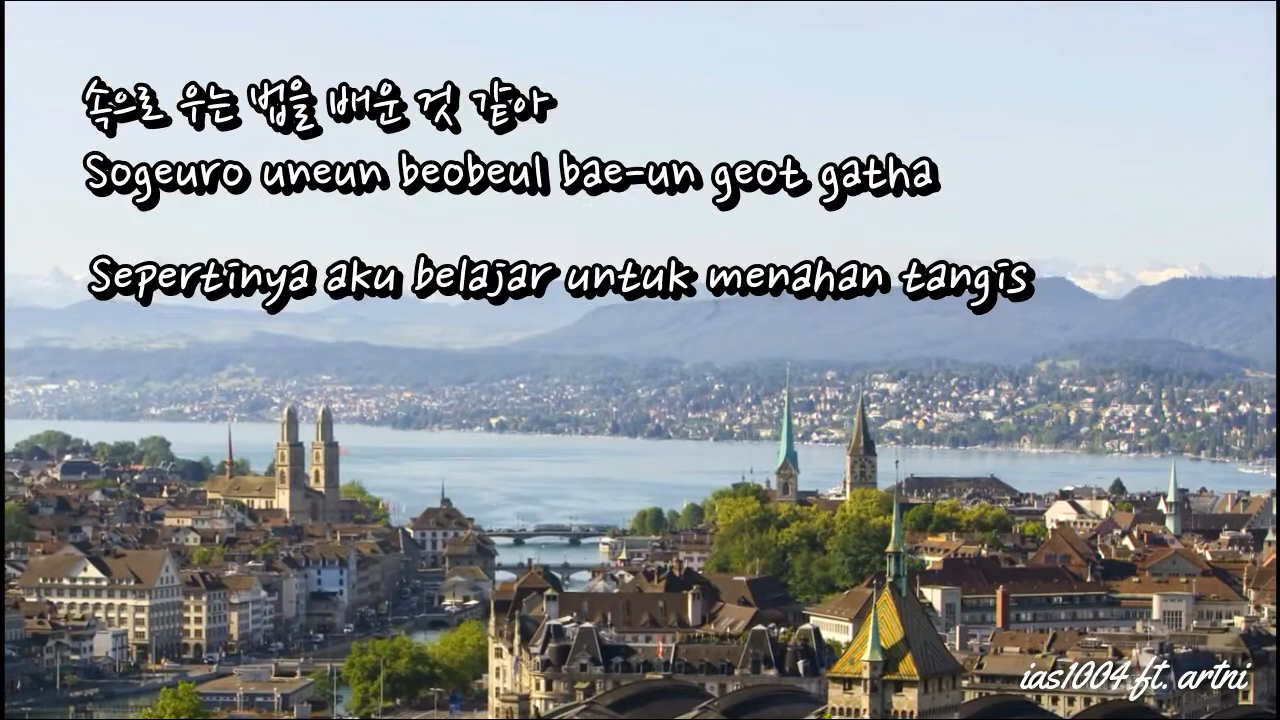 속으로 우는 법을 배운 것 같아
Sogeuro uneun beobeul bae-un geot gatha
Sepertinya aku belajar untuk menahan tangis
ias1004 ft. artni